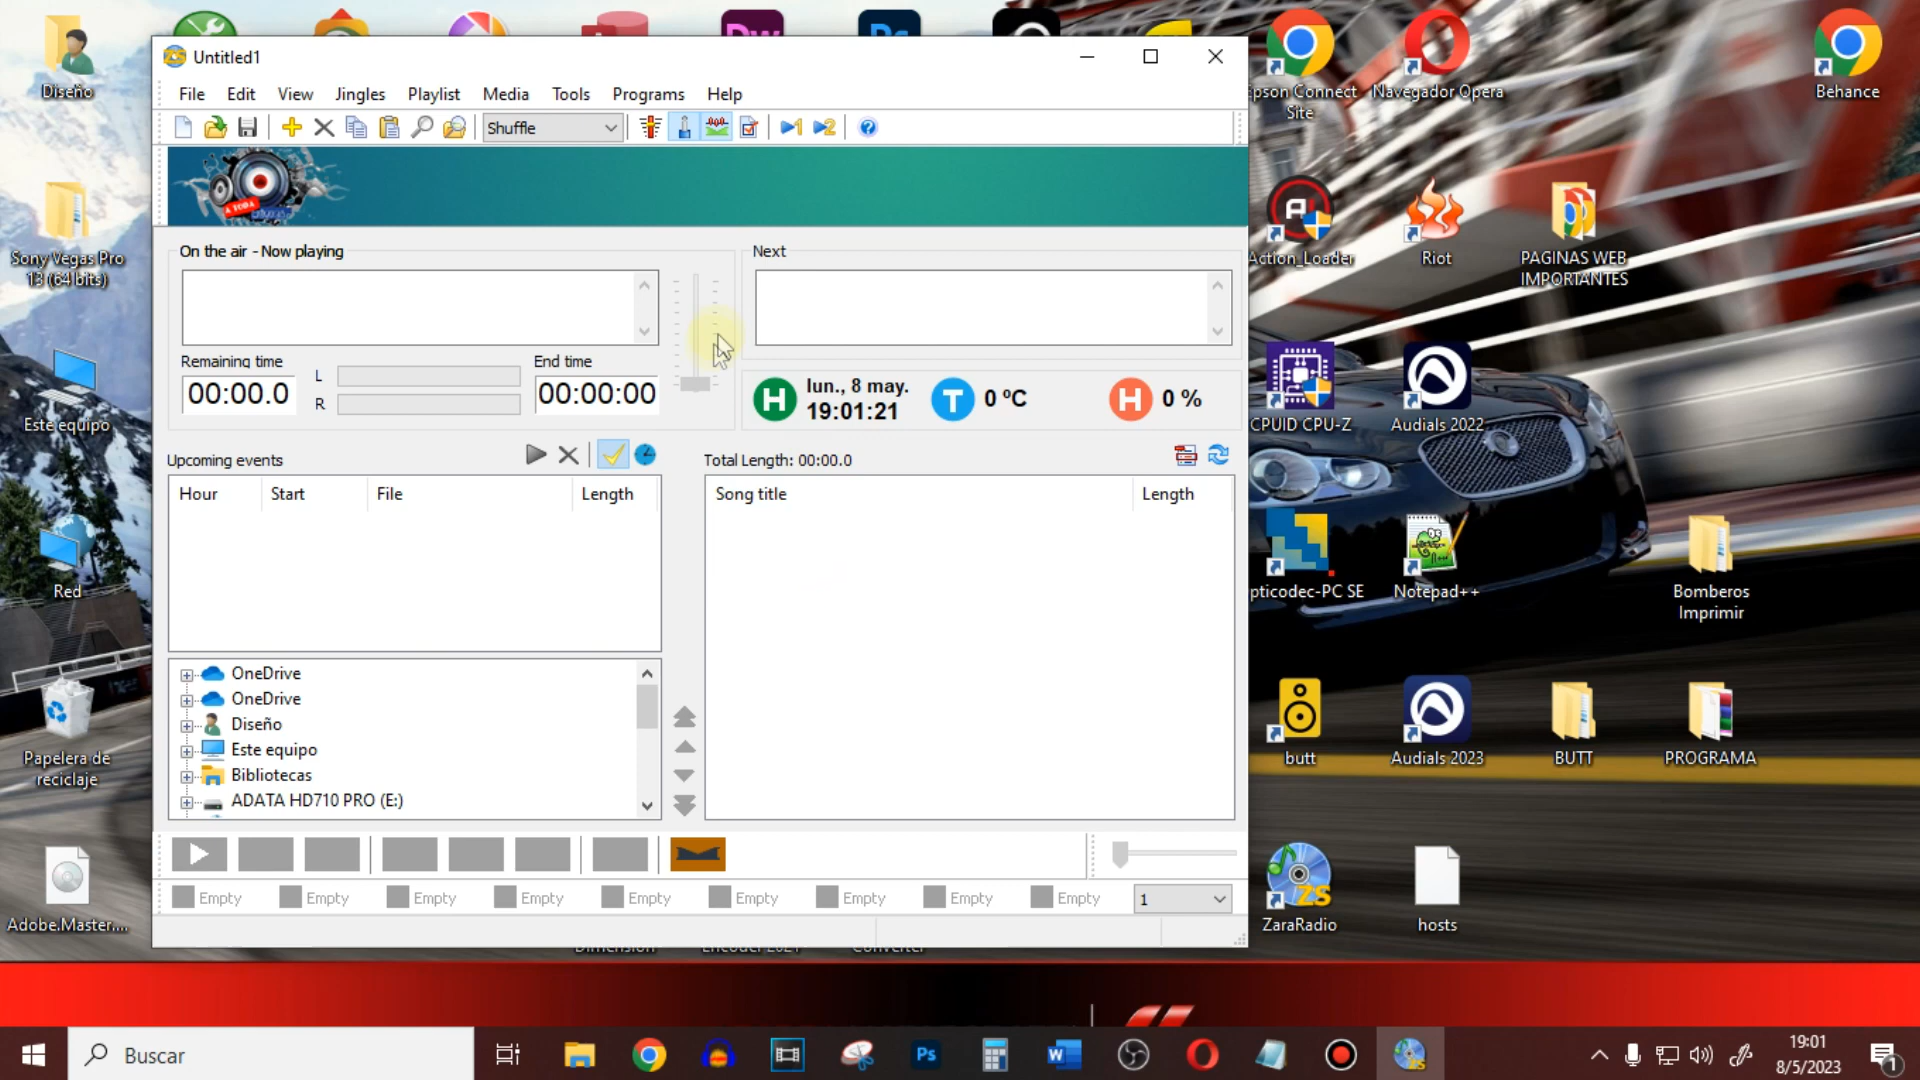 Untitled1
File Edit View Jingles Playlist Media Tools Programs Help
Shuffle
A TODA
On the air - Now playing
Next
Remaining time
End time
L
R
00:00.0
00:00:00
H
lun., 8 may.
19:01:21
T
0 ºC
H
0 %
Upcoming events
Total Length: 00:00.0
Hour Start File Length
Song title Length
OneDrive
OneDrive
Diseño
Este equipo
Bibliotecas
ADATA HD710 PRO (E:)
Empty Empty Empty Empty Empty Empty Empty Empty Empty
1
Diseño
Sony Vegas Pro
13 (64 bits)
Este equipo
Red
Papelera de
reciclaje
Adobe.Master....
Epson Connect
Site
Navegador Opera
Behance
Action_Loader
Riot
PAGINAS WEB
IMPORTANTES
CPUID CPU-Z
Audials 2022
Opticodec-PC SE
Notepad++
Bomberos
Imprimir
butt
Audials 2023
BUTT
PROGRAMA
ZaraRadio
hosts
Buscar
19:01
8/5/2023
1